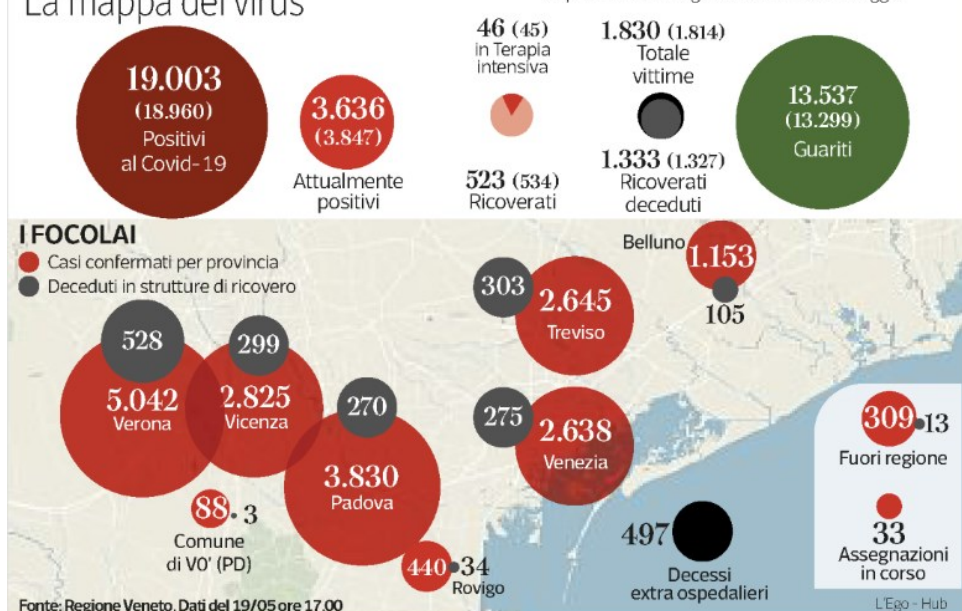 La mappa del virus
19.003
(18.960)
Positivi
al Covid-19
3.636
(3.847)
Attualmente
positivi
46 (45)
in Terapia
intensiva
523 (534)
Ricoverati
1.830 (1.814)
Totale
vittime
1.333 (1.327)
Ricoverati
deceduti
13.537
(13.299)
Guariti
I FOCOLAI
Casi confermati per provincia
Deceduti in strutture di ricovero
528
5.042
Verona
299
2.825
Vicenza
270
3.830
Padova
88 3
Comune
di VO' (PD)
440 34
Rovigo
303
2.645
Treviso
275
2.638
Venezia
Belluno
1.153
105
497
Decessi
extra ospedalieri
309 13
Fuori regione
33
Assegnazioni
in corso
Fonte: Regione Veneto. Dati del 19/05 ore 17.00
L'Ego - Hub